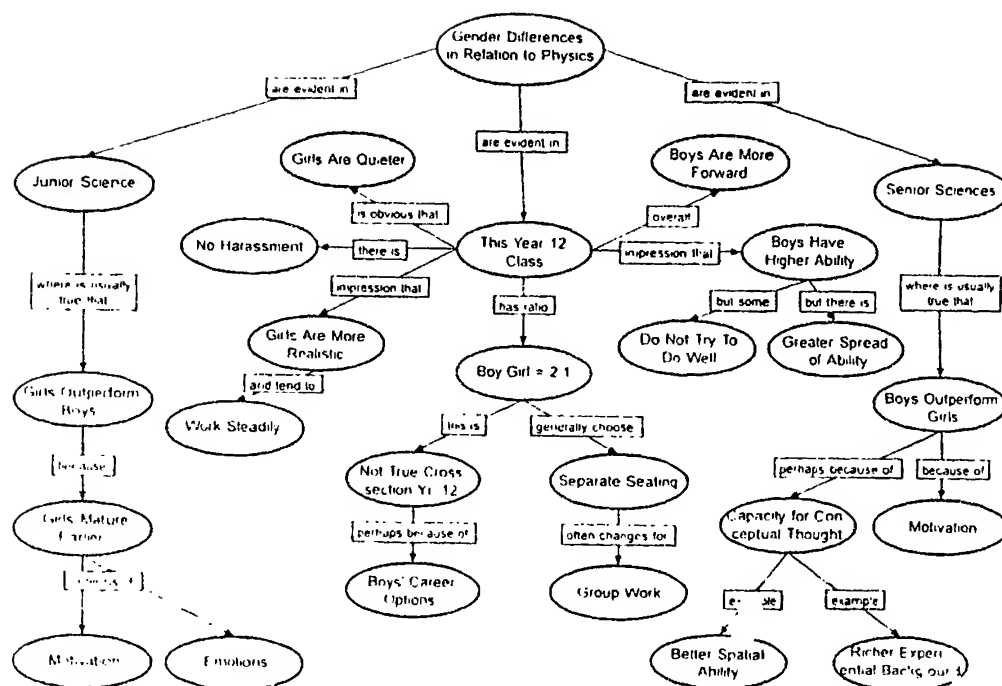 Gender Differences
in Relation to Physics
are evident in
are evident in
are evident in
Girls Are Quieter
Boys Are More
Forward
Junior Science
Senior Sciences
is obvious that
overall
No Harassment
there is
This Year 12
Class
impression that
Boys Have
Higher Ability
where is usually
true that
impression that
has ratio
but some
but there is
where is usually
true that
Girls Are More
Realistic
Do Not Try To
Do Well
Greater Spread
of Ability
and tend to
Boy Girl = 2 1
Girls Outperform
Boys
Work Steadily
this is
generally choose
Boys Outperform
Girls
because
Not True Cross
section Yr 12
Separate Seating
perhaps because of
because of
Girls Mature
Earlier
perhaps because of
often changes for
Capacity for Con
ceptual Thought
Motivation
Boys' Career
Options
Group Work
example
example
Motivation
Emotions
Better Spatial
Ability
Richer Experi
ential Background